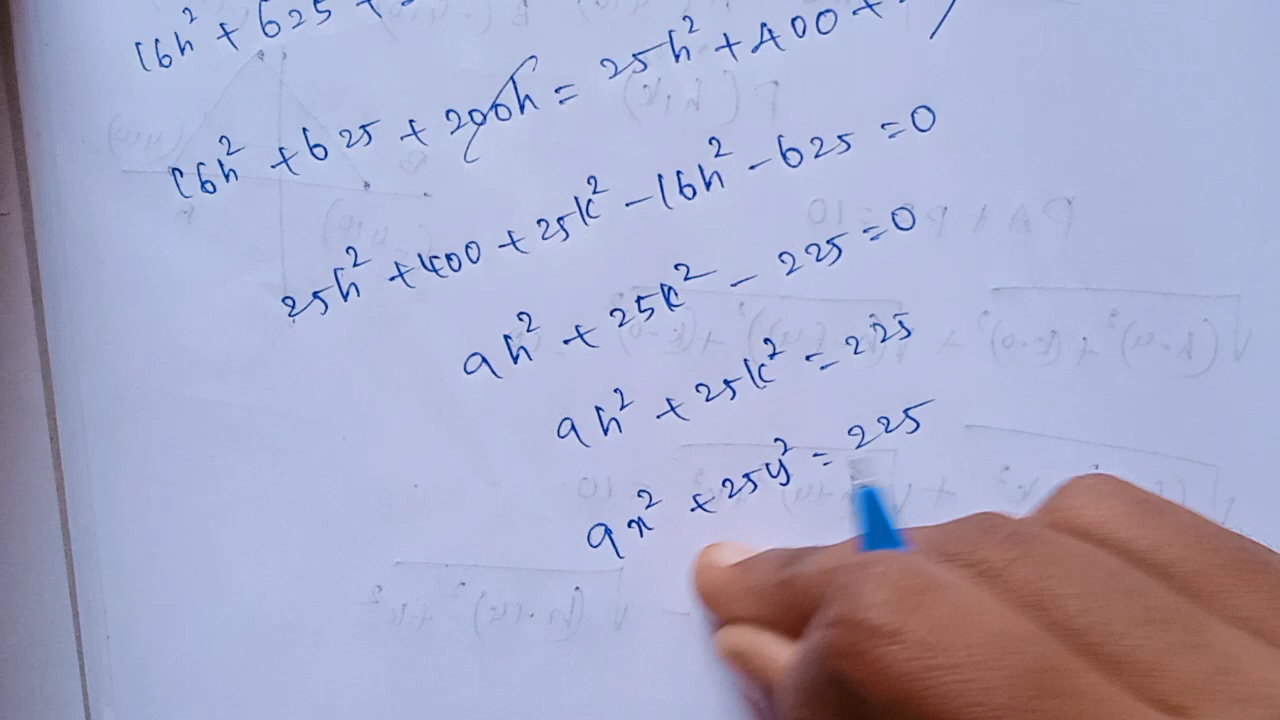 16h² + 625 +
16h² + 625 + 200h = 25h² + 400 +
25h² + 400 + 25k² - 16h² - 625 = 0
9h² + 25k² - 225 = 0
9h² + 25k² = 225
9x² + 25y² = 225